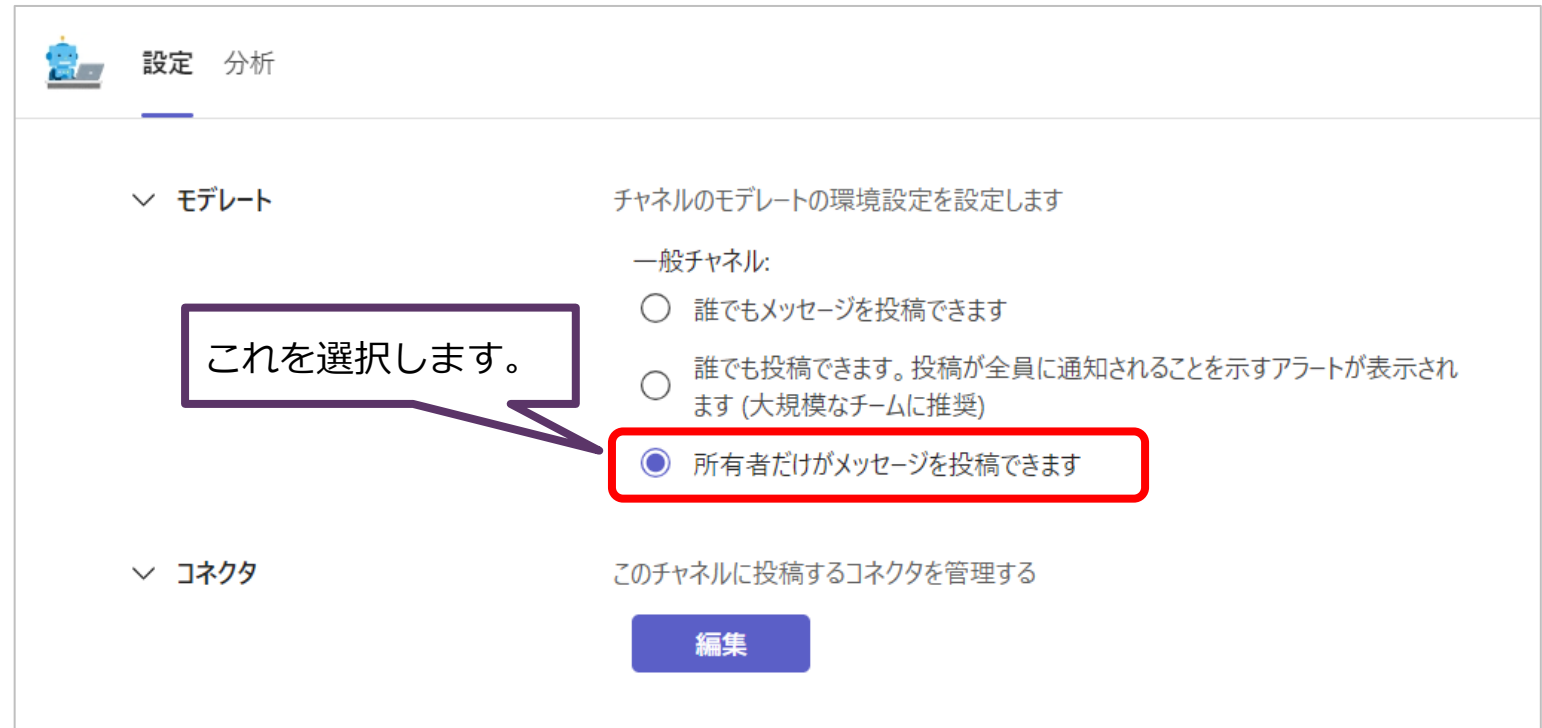 設定 分析
モデレート
チャネルのモデレートの環境設定を設定します
一般チャネル:
誰でもメッセージを投稿できます
これを選択します。
誰でも投稿できます。投稿が全員に通知されることを示すアラートが表示され
ます (大規模なチームに推奨)
所有者だけがメッセージを投稿できます
コネクタ
このチャネルに投稿するコネクタを管理する
編集